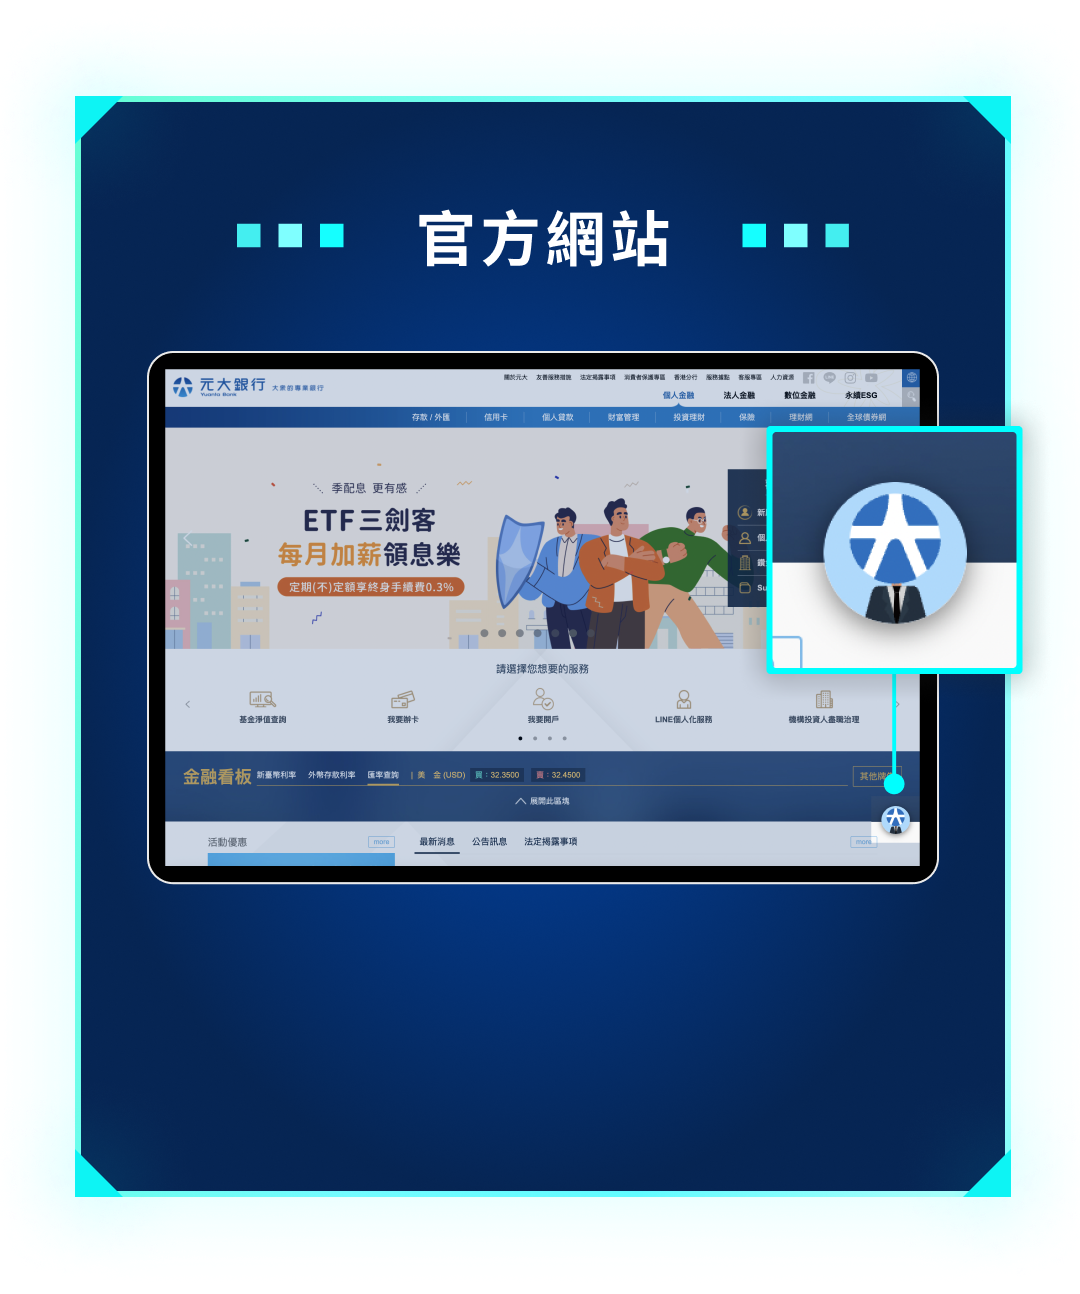 官方網站
元大銀行 大家的專業銀行
Yuanta Bank
關於元大 友善服務措施 法定揭露事項 消費者保護專區 香港分行 服務據點 客服專區 人力資源
個人金融 法人金融 數位金融 永續ESG
存款 / 外匯 信用卡 個人貸款 財富管理 投資理財 保險 理財網 全球債券網
季配息 更有感
ETF三劍客
每月加薪領息樂
定期(不)定額享終身手續費0.3%
個
Su
請選擇您想要的服務
基金淨值查詢 我要辦卡 我要開戶 LINE個人化服務 機構投資人盡職治理
金融看板 新臺幣利率 外幣存款利率 匯率查詢 | 美 金 (USD) 買：32.3500 賣：32.4500 其他牌
展開此區塊
活動優惠 more 最新消息 公告訊息 法定揭露事項 more